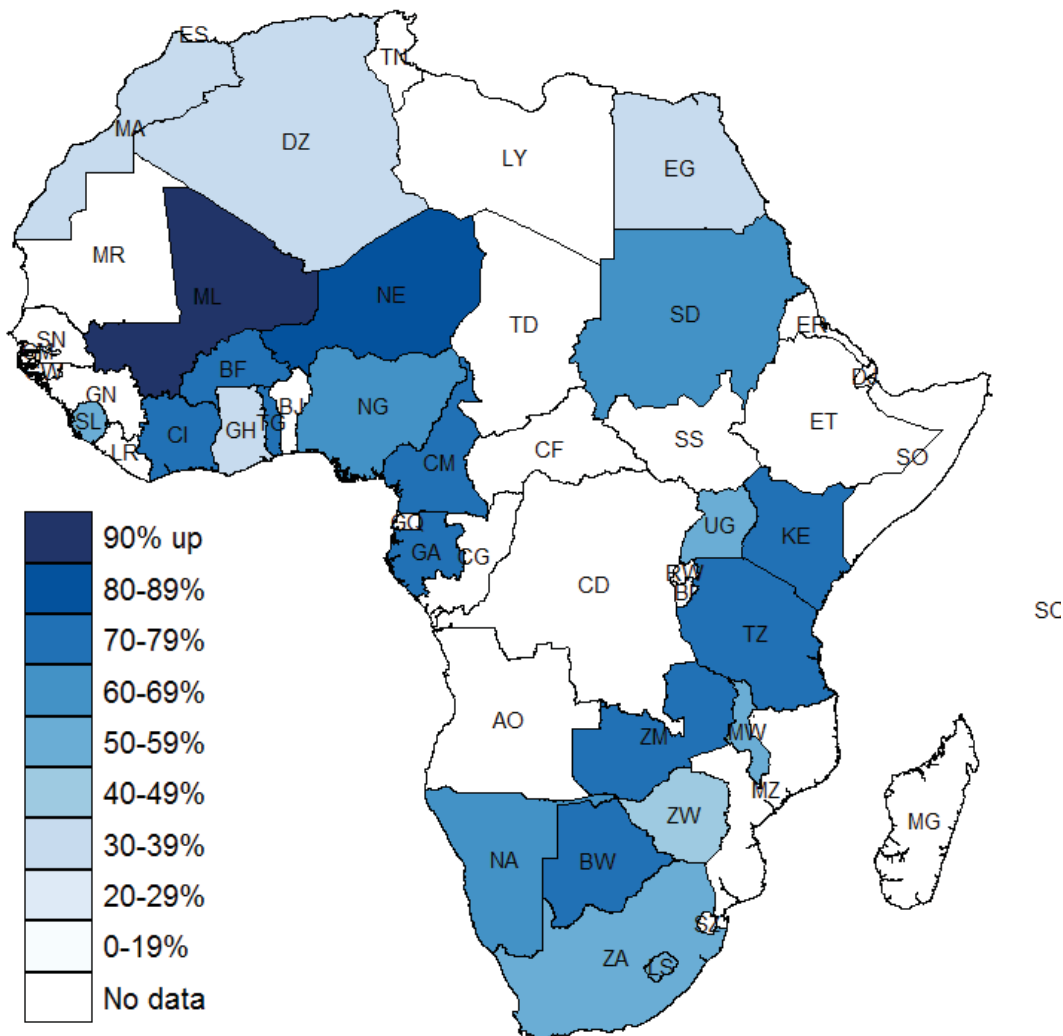 ES
TN
MA
DZ
LY
EG
MR
ML
NE
TD
SD
ER
SN
GN
BF
NG
DJ
SL
CI
GH
TG
BJ
ET
SS
SO
LR
CM
CF
GQ
GA
CG
UG
KE
RW
BI
CD
TZ
SC
AO
ZM
MW
MZ
MG
ZW
NA
BW
SZ
ZA
LS
90% up
80-89%
70-79%
60-69%
50-59%
40-49%
30-39%
20-29%
0-19%
No data